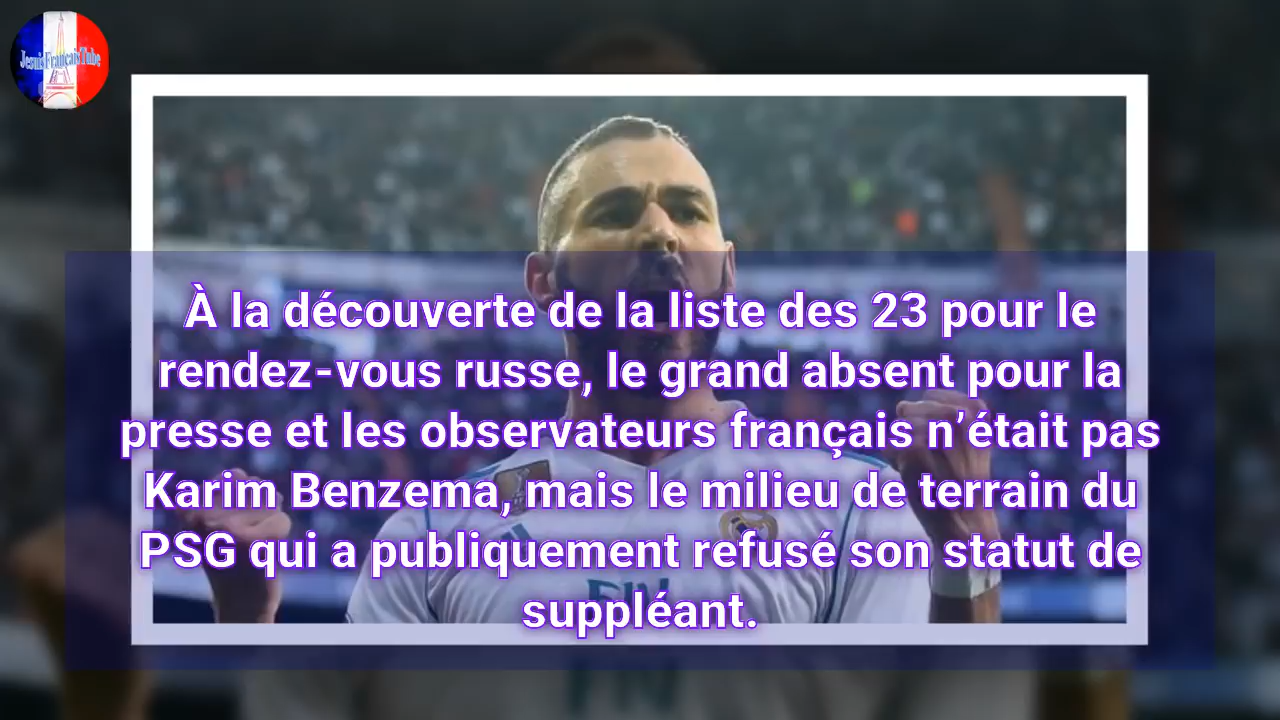 JesuisFrançaisTube
À la découverte de la liste des 23 pour le
rendez-vous russe, le grand absent pour la
presse et les observateurs français n’était pas
Karim Benzema, mais le milieu de terrain du
PSG qui a publiquement refusé son statut de
suppléant.